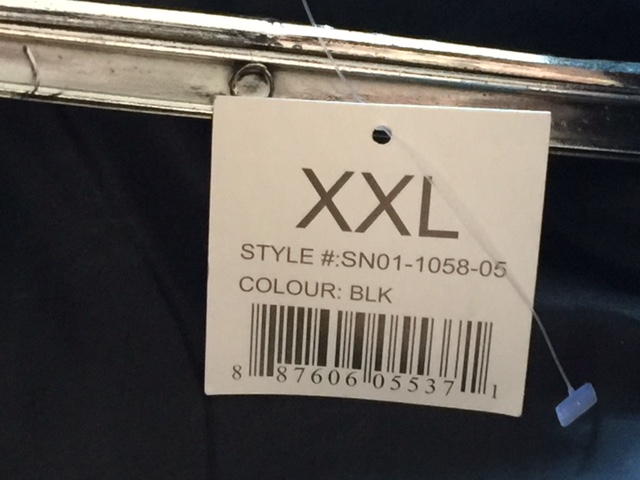 XXL
STYLE #:SN01-1058-05
COLOUR: BLK
8 87606 05537 1